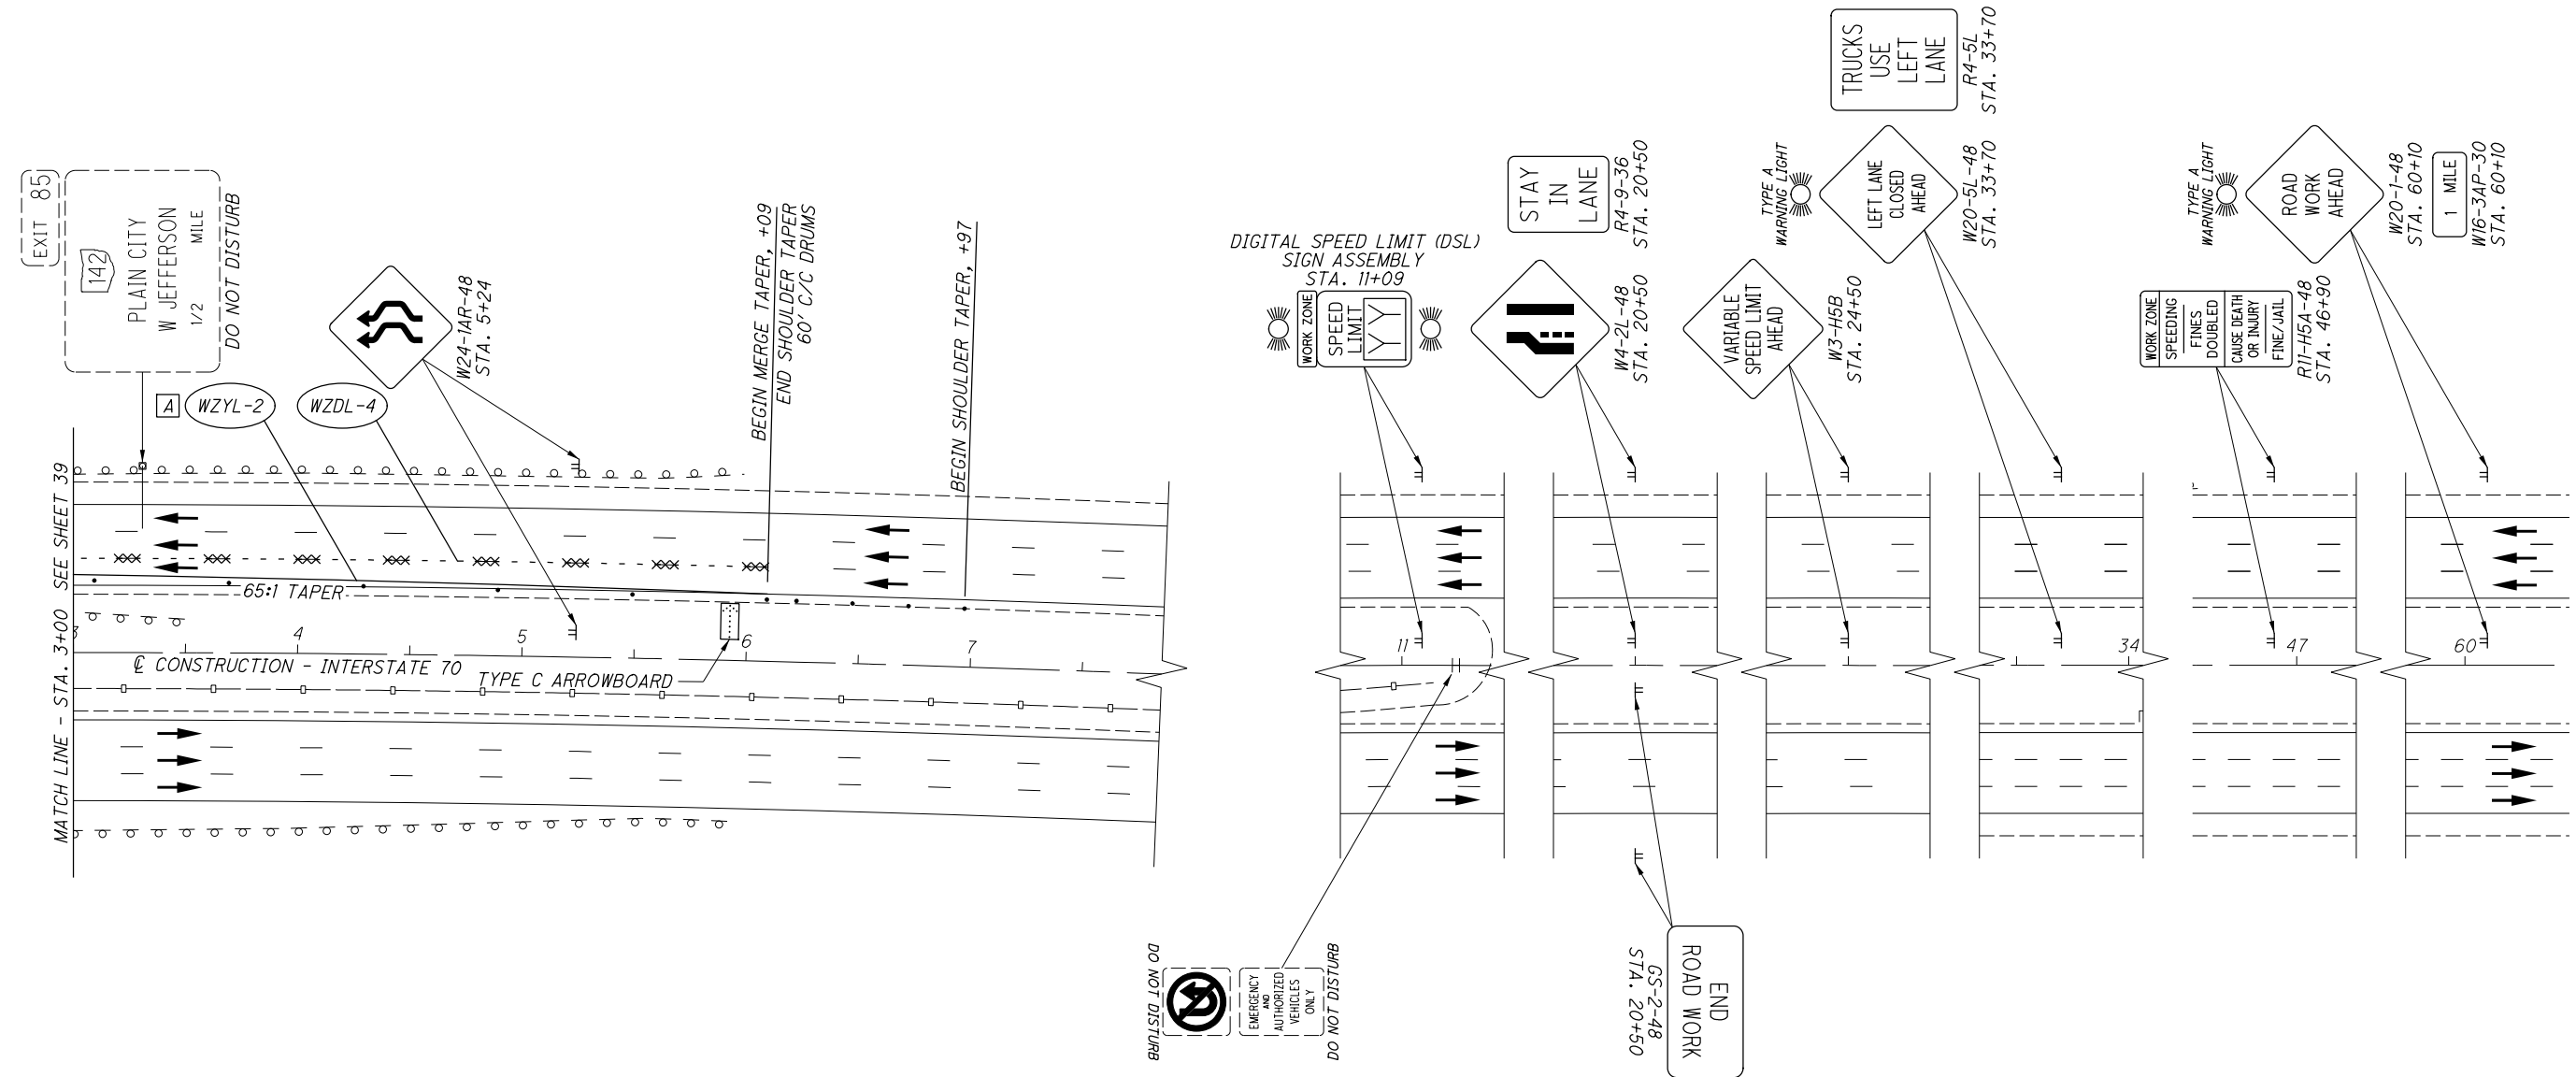 EXIT 85
142
PLAIN CITY
W JEFFERSON
1/2 MILE
DO NOT DISTURB
A
WZYL-2
WZDL-4
W24-1AR-48
STA. 5+24
BEGIN MERGE TAPER, +09
END SHOULDER TAPER
60' C/C DRUMS
BEGIN SHOULDER TAPER, +97
MATCH LINE - STA. 3+00 SEE SHEET 39
65:1 TAPER
3
4
5
6
7
℄ CONSTRUCTION - INTERSTATE 70
TYPE C ARROWBOARD
DIGITAL SPEED LIMIT (DSL)
SIGN ASSEMBLY
STA. 11+09
WORK ZONE
SPEED
LIMIT
YY
STAY
IN
LANE
R4-9-36
STA. 20+50
W4-2L-48
STA. 20+50
VARIABLE
SPEED LIMIT
AHEAD
W3-H5B
STA. 24+50
TRUCKS
USE
LEFT
LANE
R4-5L
STA. 33+70
TYPE A
WARNING LIGHT
LEFT LANE
CLOSED
AHEAD
W20-5L-48
STA. 33+70
WORK ZONE
SPEEDING
FINES
DOUBLED
CAUSE DEATH
OR INJURY
FINE/JAIL
R11-H5A-48
STA. 46+90
TYPE A
WARNING LIGHT
ROAD
WORK
AHEAD
W20-1-48
STA. 60+10
1 MILE
W16-3AP-30
STA. 60+10
11
34
47
60
DO NOT DISTURB
EMERGENCY
AND
AUTHORIZED
VEHICLES
ONLY
DO NOT DISTURB
END
ROAD WORK
GS-2-48
STA. 20+50